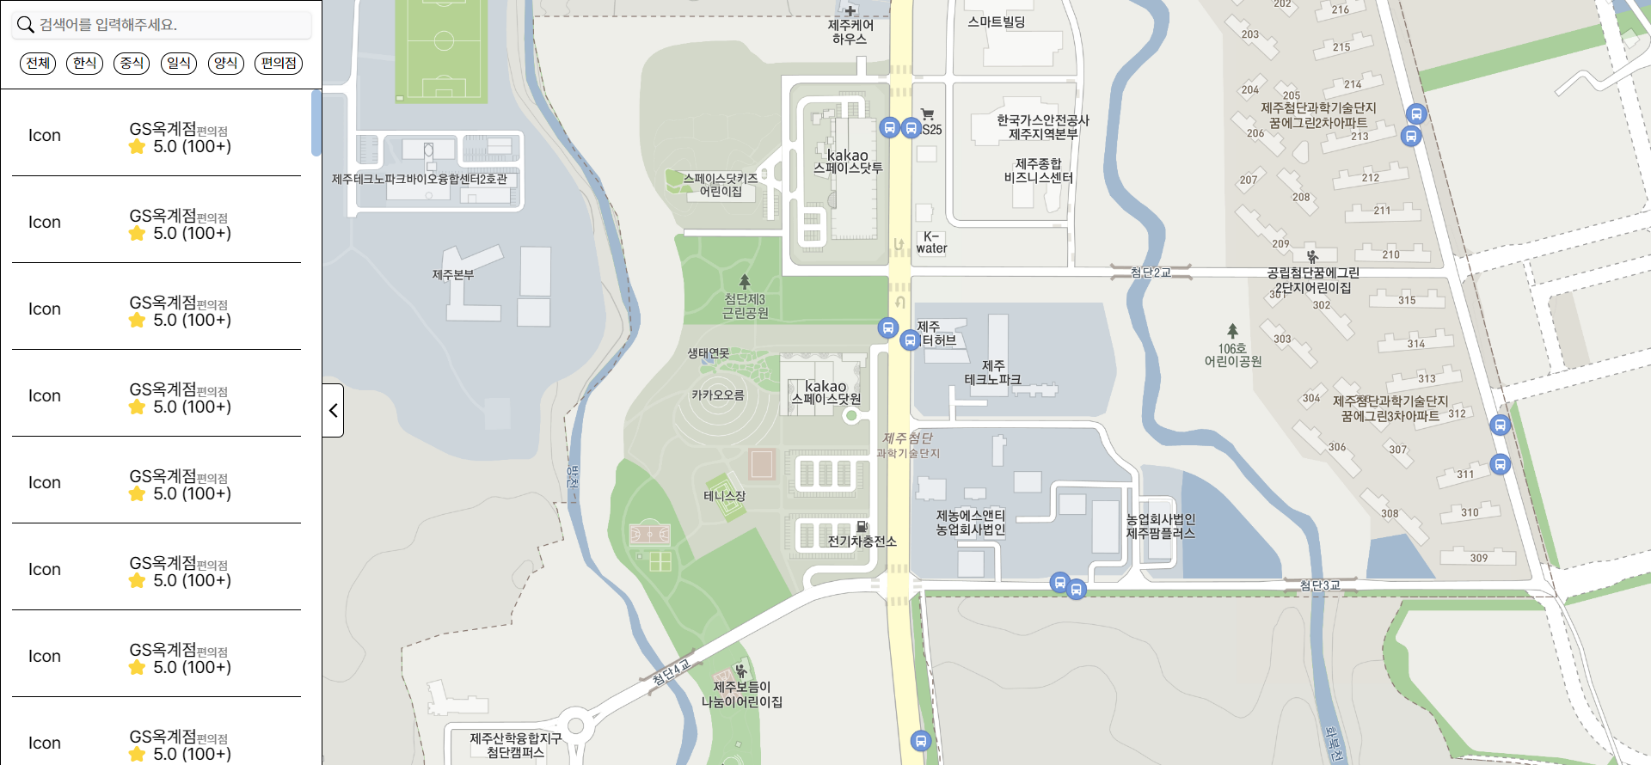 검색어를 입력해주세요.
전체
한식
중식
일식
양식
편의점
Icon
GS옥계점편의점
5.0 (100+)
Icon
GS옥계점편의점
5.0 (100+)
Icon
GS옥계점편의점
5.0 (100+)
Icon
GS옥계점편의점
5.0 (100+)
Icon
GS옥계점편의점
5.0 (100+)
Icon
GS옥계점편의점
5.0 (100+)
Icon
GS옥계점편의점
5.0 (100+)
Icon
GS옥계점편의점
5.0 (100+)
제주케어
하우스
스마트빌딩
202
216
203
215
S25
한국가스안전공사
제주지역본부
204
205
214
제주첨단과학기술단지
꿈에그린2차아파트
206
213
kakao
스페이스닷투
제주종합
비즈니스센터
제주테크노파크바이오융합센터2호관
스페이스닷키즈
어린이집
207
212
208
211
K-
water
209
210
제주본부
첨단2교
공립첨단꿈에그린
2단지어린이집
301
302
315
첨단제3
근린공원
제주
터허브
303
314
106호
어린이공원
생태연못
카카오오름
kakao
스페이스닷원
제주
테크노파크
313
304
제주첨단과학기술단지
꿈에그린3차아파트
312
제주첨단
과학기술단지
306
307
311
테니스장
제농에스앤티
농업회사법인
농업회사법인
제주팜플러스
308
310
전기차충전소
309
첨단3교
첨단4교
제주보듬이
나눔이어린이집
제주산학융합지구
첨단캠퍼스
화북천